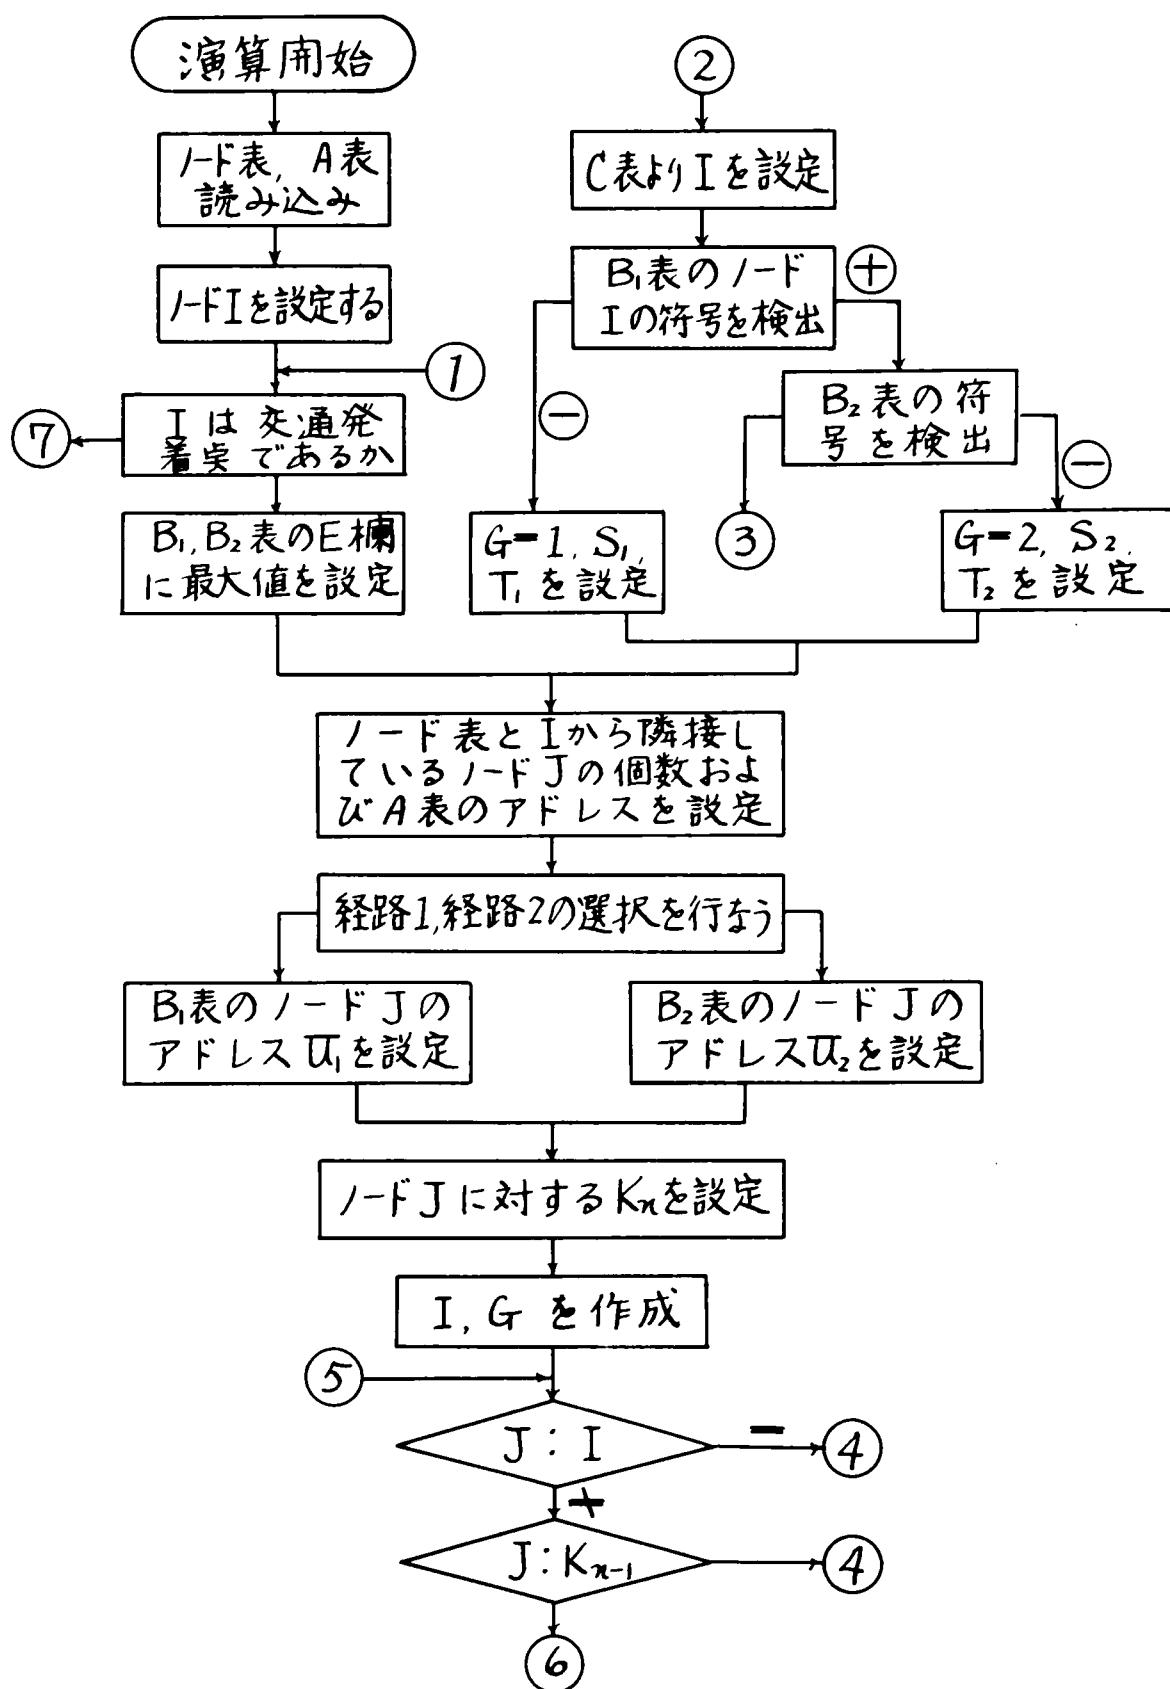 演算開始
ノード表, A表
読み込み
ノードIを設定する
①
Iは交通発
着点であるか
⑦
B₁, B₂表のE欄
に最大値を設定
②
C表よりIを設定
B₁表のノード
Iの符号を検出
⊕
⊖
B₂表の符
号を検出
⊖
③
G=1, S₁,
T₁を設定
G=2, S₂,
T₂を設定
ノード表とIから隣接し
ているノードJの個数およ
びA表のアドレスを設定
経路1,経路2の選択を行なう
B₁表のノードJの
アドレスU₁を設定
B₂表のノードJの
アドレスU₂を設定
ノードJに対するKnを設定
I, Gを作成
⑤
J : I
−
④
+
J : Kn-1
④
⑥